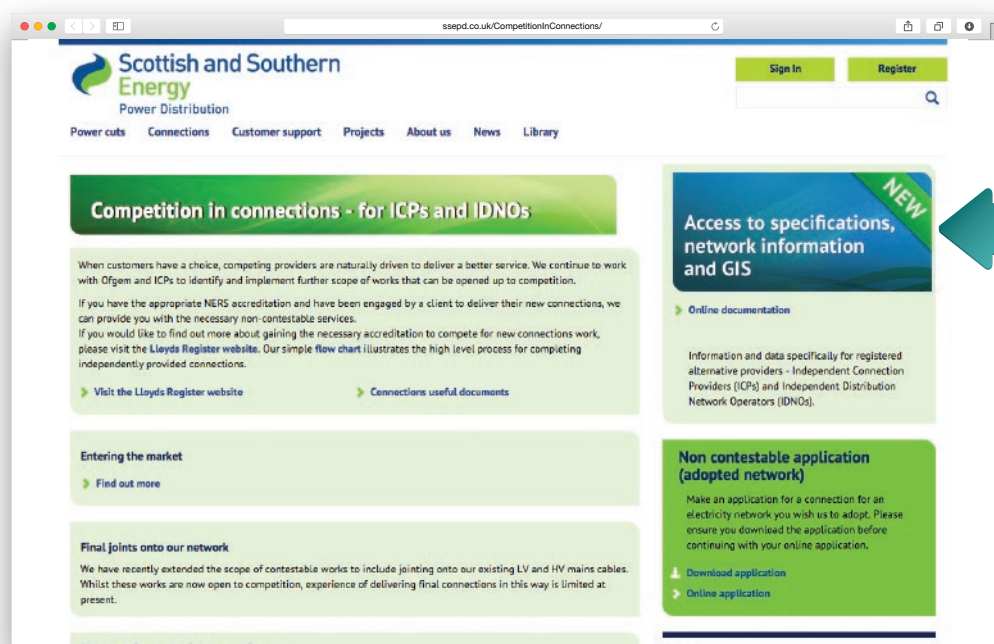 ssepd.co.uk/CompetitionInConnections/
Scottish and Southern
Energy
Power Distribution
Sign In
Register
Power cuts Connections Customer support Projects About us News Library
Competition in connections - for ICPs and IDNOs
When customers have a choice, competing providers are naturally driven to deliver a better service. We continue to work
with Ofgem and ICPs to identify and implement further scope of works that can be opened up to competition.
If you have the appropriate NERS accreditation and have been engaged by a client to deliver their new connections, we
can provide you with the necessary non-contestable services.
If you would like to find out more about gaining the necessary accreditation to compete for new connections work,
please visit the Lloyds Register website. Our simple flow chart illustrates the high level process for completing
independently provided connections.
Visit the Lloyds Register website
Connections useful documents
Entering the market
Find out more
Final joints onto our network
We have recently extended the scope of contestable works to include jointing onto our existing LV and HV mains cables.
Whilst these works are now open to competition, experience of delivering final connections in this way is limited at
present.
NEW
Access to specifications,
network information
and GIS
Online documentation
Information and data specifically for registered
alternative providers - Independent Connection
Providers (ICPs) and Independent Distribution
Network Operators (IDNOs).
Non contestable application
(adopted network)
Make an application for a connection for an
electricity network you wish us to adopt. Please
ensure you download the application before
continuing with your online application.
Download application
Online application